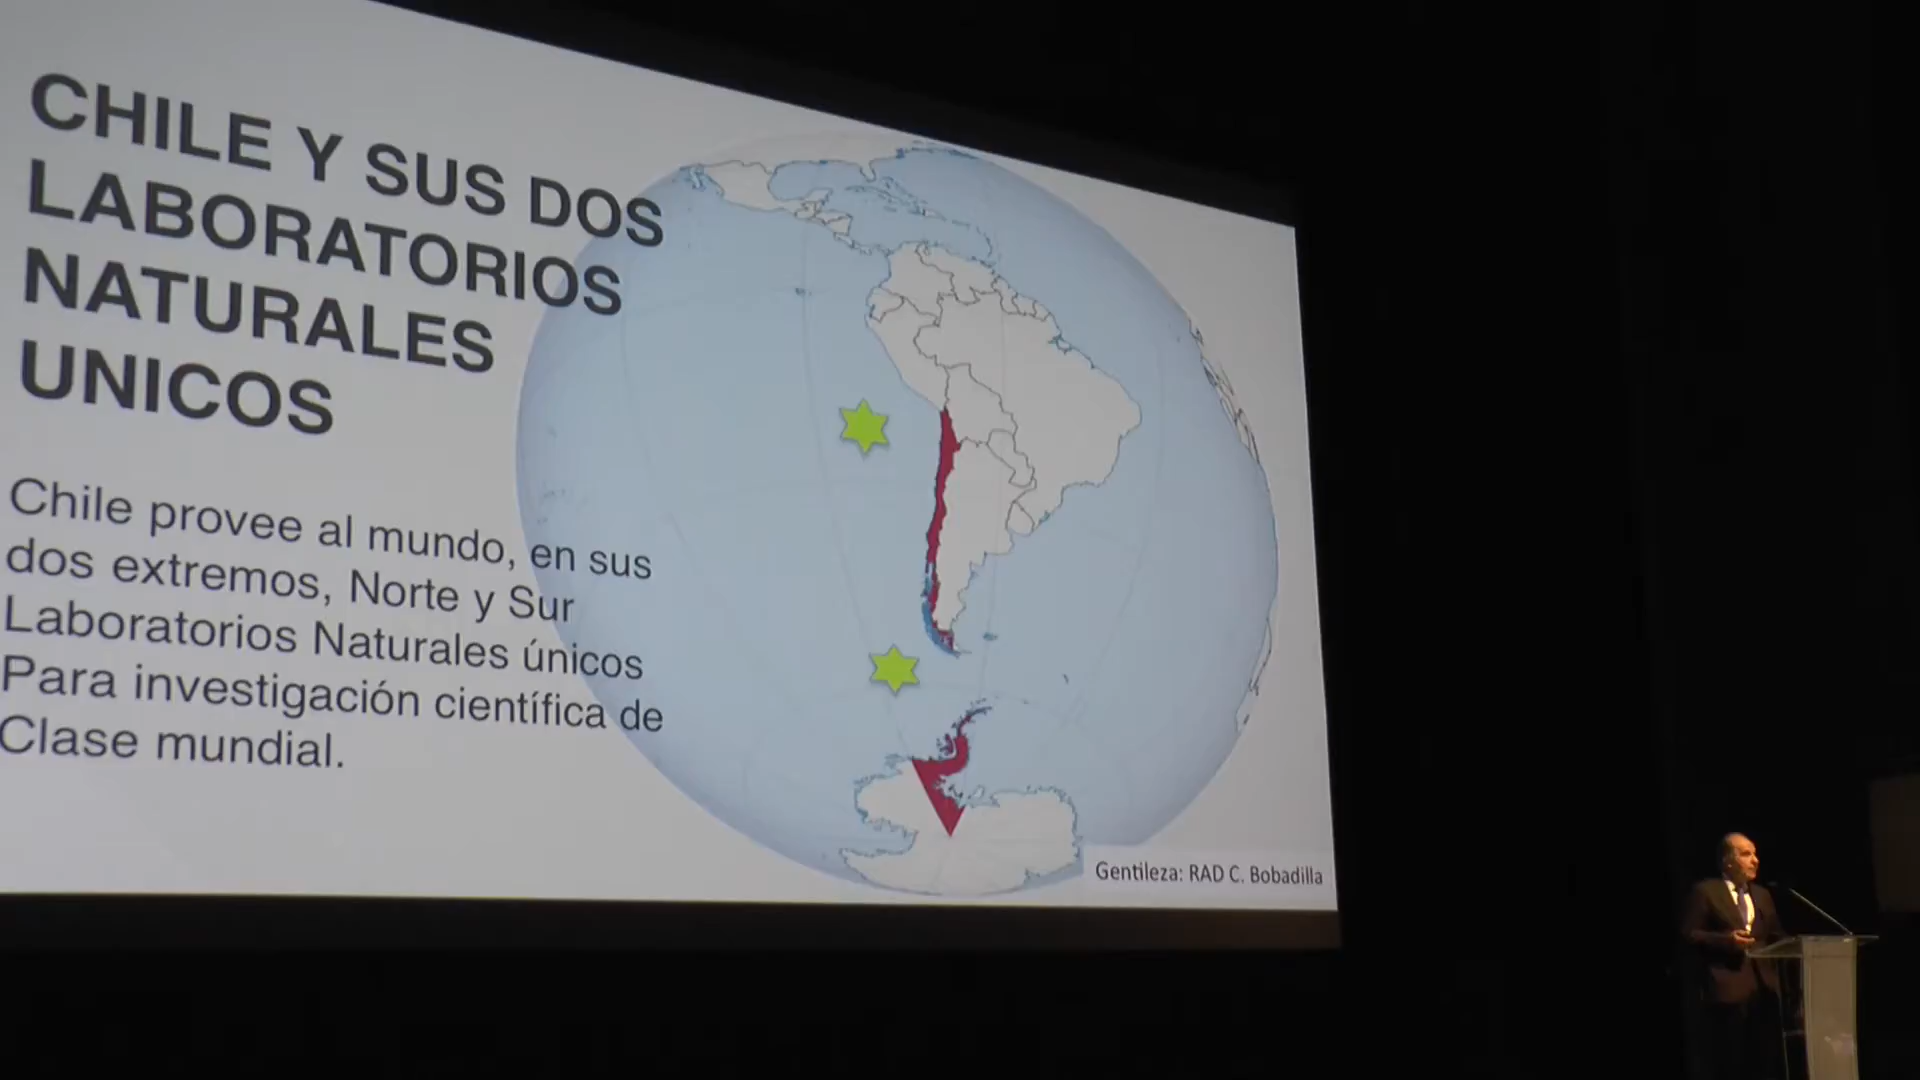 CHILE Y SUS DOS
LABORATORIOS
NATURALES
UNICOS
Chile provee al mundo, en sus
dos extremos, Norte y Sur
Laboratorios Naturales únicos
Para investigación científica de
Clase mundial.
Gentileza: RAD C. Bobadilla